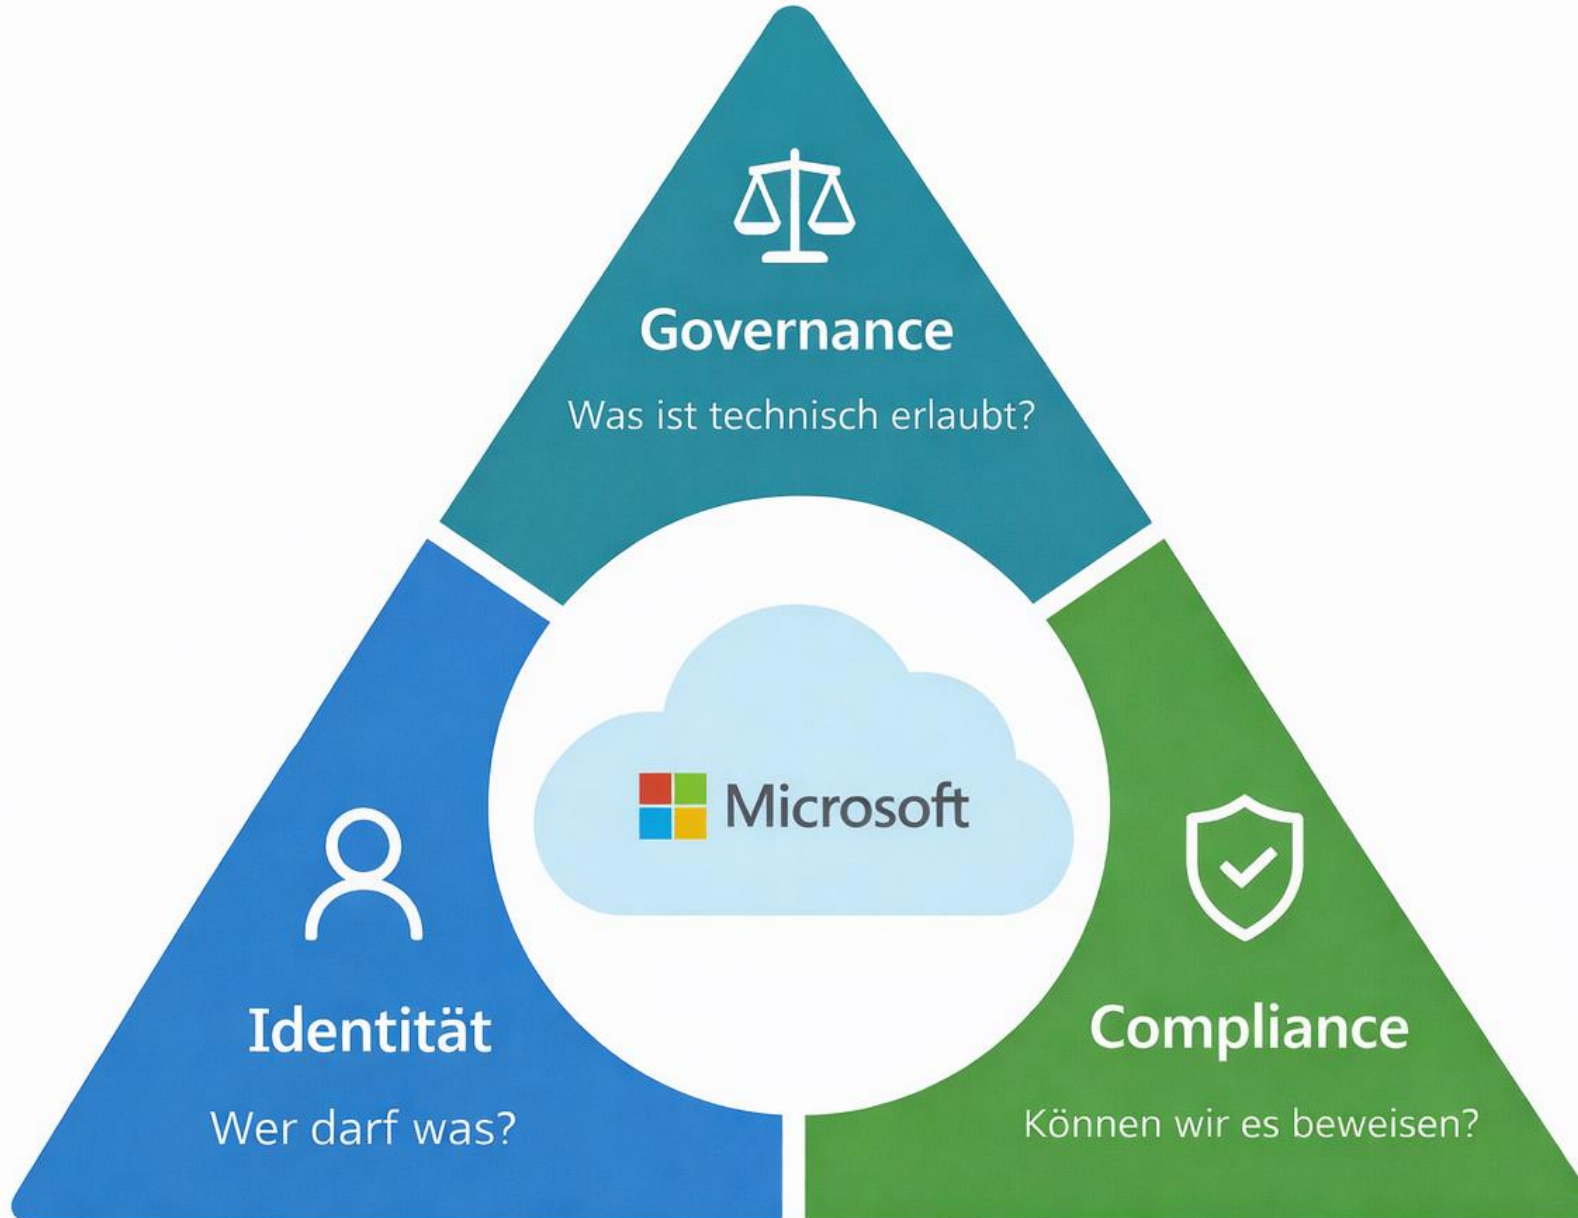 Governance
Was ist technisch erlaubt?
Microsoft
Identität
Wer darf was?
Compliance
Können wir es beweisen?